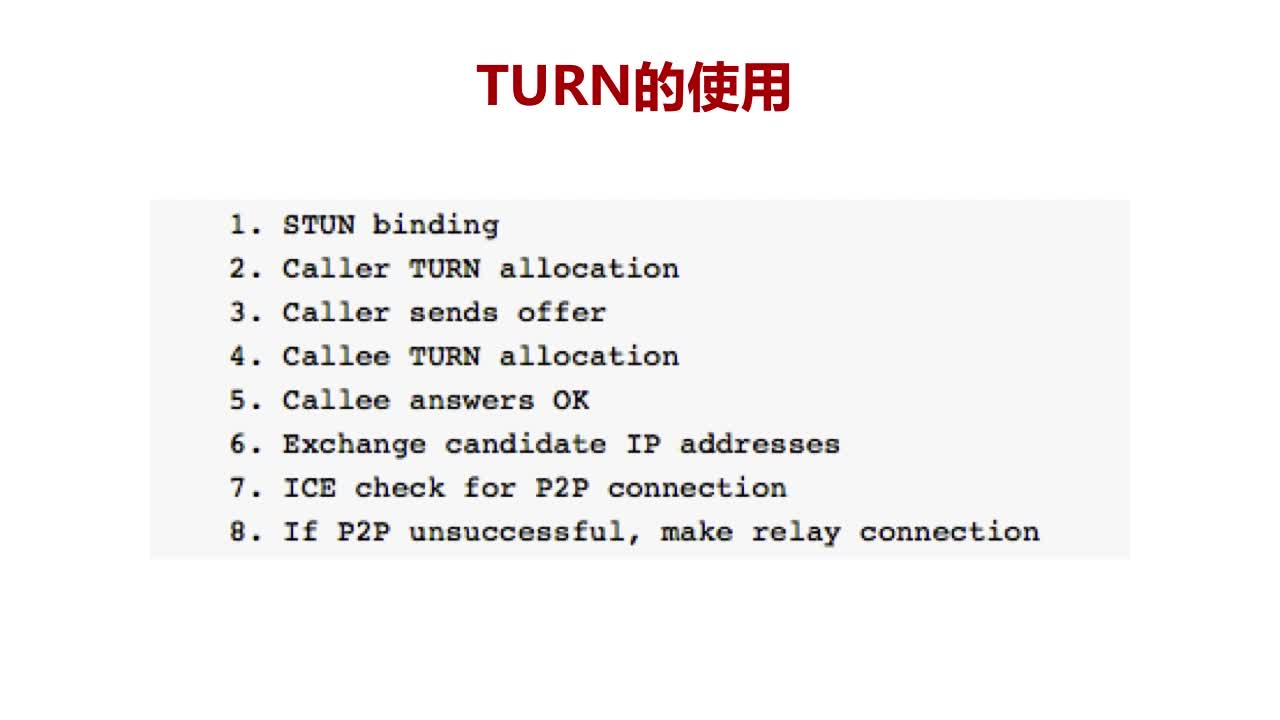 TURN的使用
1. STUN binding
2. Caller TURN allocation
3. Caller sends offer
4. Callee TURN allocation
5. Callee answers OK
6. Exchange candidate IP addresses
7. ICE check for P2P connection
8. If P2P unsuccessful, make relay connection